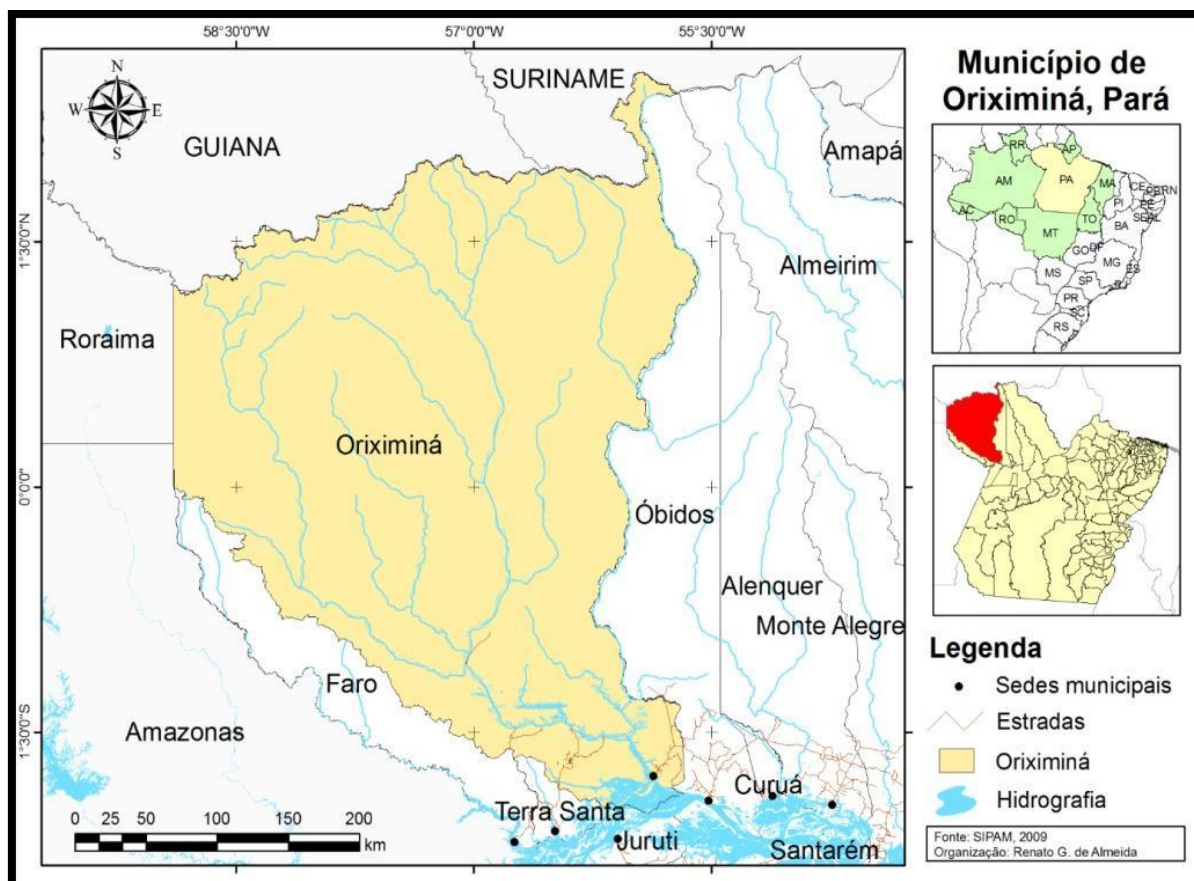 58°30'0"W 57°0'0"W 55°30'0"W
N
W E
S
SURINAME
GUIANA
Amapá
1°30'0"N
Almeirim
Roraima
Oriximiná
0°0'0"
Óbidos
Alenquer
Monte Alegre
Faro
Amazonas
1°30'0"S
Curuá
Terra Santa
Juruti
Santarém
0 25 50 100 150 200
km
Município de
Oriximiná, Pará
RR
AP
AM
PA
MA
CE
RN
PI
PE
AC
RO
TO
SE
AL
BA
MT
GO
DF
MG
MS
ES
SP
RJ
PR
SC
RS
Legenda
Sedes municipais
Estradas
Oriximiná
Hidrografia
Fonte: SIPAM, 2009
Organização: Renato G. de Almeida